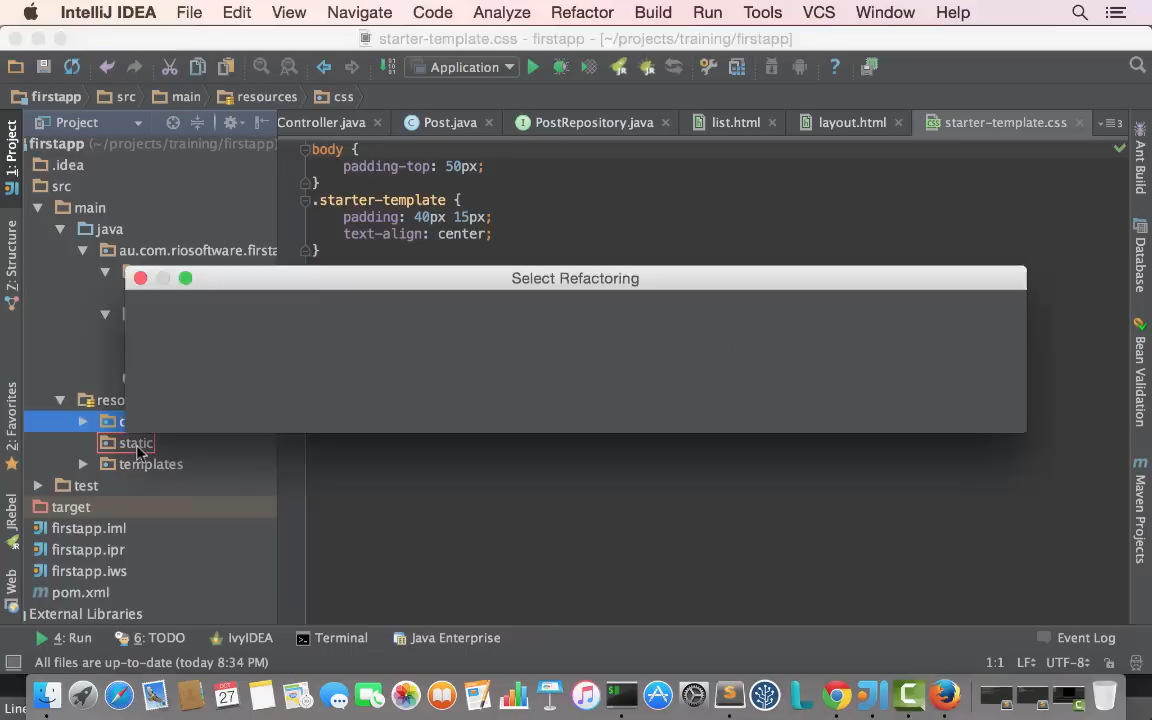 IntelliJ IDEA File Edit View Navigate Code Analyze Refactor Build Run Tools VCS Window Help
starter-template.css - firstapp - [~/projects/training/firstapp]
Application
firstapp src main resources css
Project
Controller.java Post.java PostRepository.java list.html layout.html starter-template.css
3
1: Project
Z: Structure
2: Favorites
JRebel
Web
firstapp (~/projects/training/firstapp)
.idea
src
main
java
au.com.riosoftware.firsta
reso
c
static
templates
test
target
firstapp.iml
firstapp.ipr
firstapp.iws
pom.xml
External Libraries
body {
padding-top: 50px;
}
.starter-template {
padding: 40px 15px;
text-align: center;
}
Select Refactoring
Ant Build
Database
Bean Validation
Maven Projects
4: Run 6: TODO IvyIDEA Terminal Java Enterprise Event Log
All files are up-to-date (today 8:34 PM) 1:1 LF UTF-8
Line
OCT
27